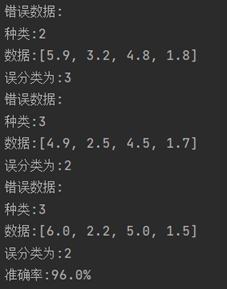 错误数据:
种类:2
数据:[5.9, 3.2, 4.8, 1.8]
误分类为:3
错误数据:
种类:3
数据:[4.9, 2.5, 4.5, 1.7]
误分类为:2
错误数据:
种类:3
数据:[6.0, 2.2, 5.0, 1.5]
误分类为:2
准确率:96.0%